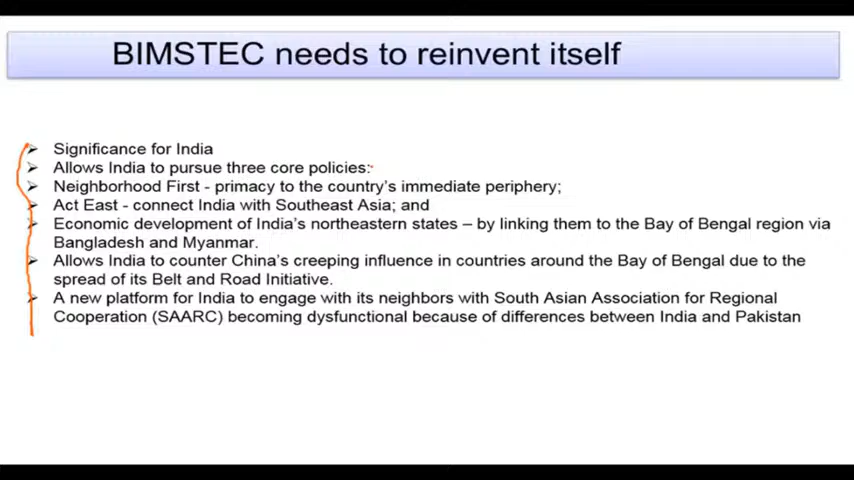 BIMSTEC needs to reinvent itself
Significance for India
Allows India to pursue three core policies:
Neighborhood First - primacy to the country's immediate periphery;
Act East - connect India with Southeast Asia; and
Economic development of India's northeastern states – by linking them to the Bay of Bengal region via
Bangladesh and Myanmar.
Allows India to counter China's creeping influence in countries around the Bay of Bengal due to the
spread of its Belt and Road Initiative.
A new platform for India to engage with its neighbors with South Asian Association for Regional
Cooperation (SAARC) becoming dysfunctional because of differences between India and Pakistan